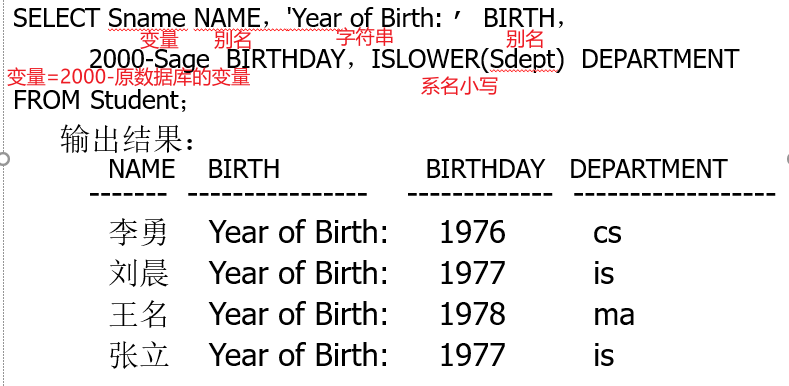 SELECT Sname NAME，'Year of Birth: ' BIRTH，
变量 别名 字符串 别名
2000-Sage BIRTHDAY，ISLOWER(Sdept) DEPARTMENT
变量=2000-原数据库的变量 系名小写
FROM Student；
输出结果：
NAME BIRTH BIRTHDAY DEPARTMENT
------- ---------------- ------------- ------------------
李勇 Year of Birth: 1976 cs
刘晨 Year of Birth: 1977 is
王名 Year of Birth: 1978 ma
张立 Year of Birth: 1977 is